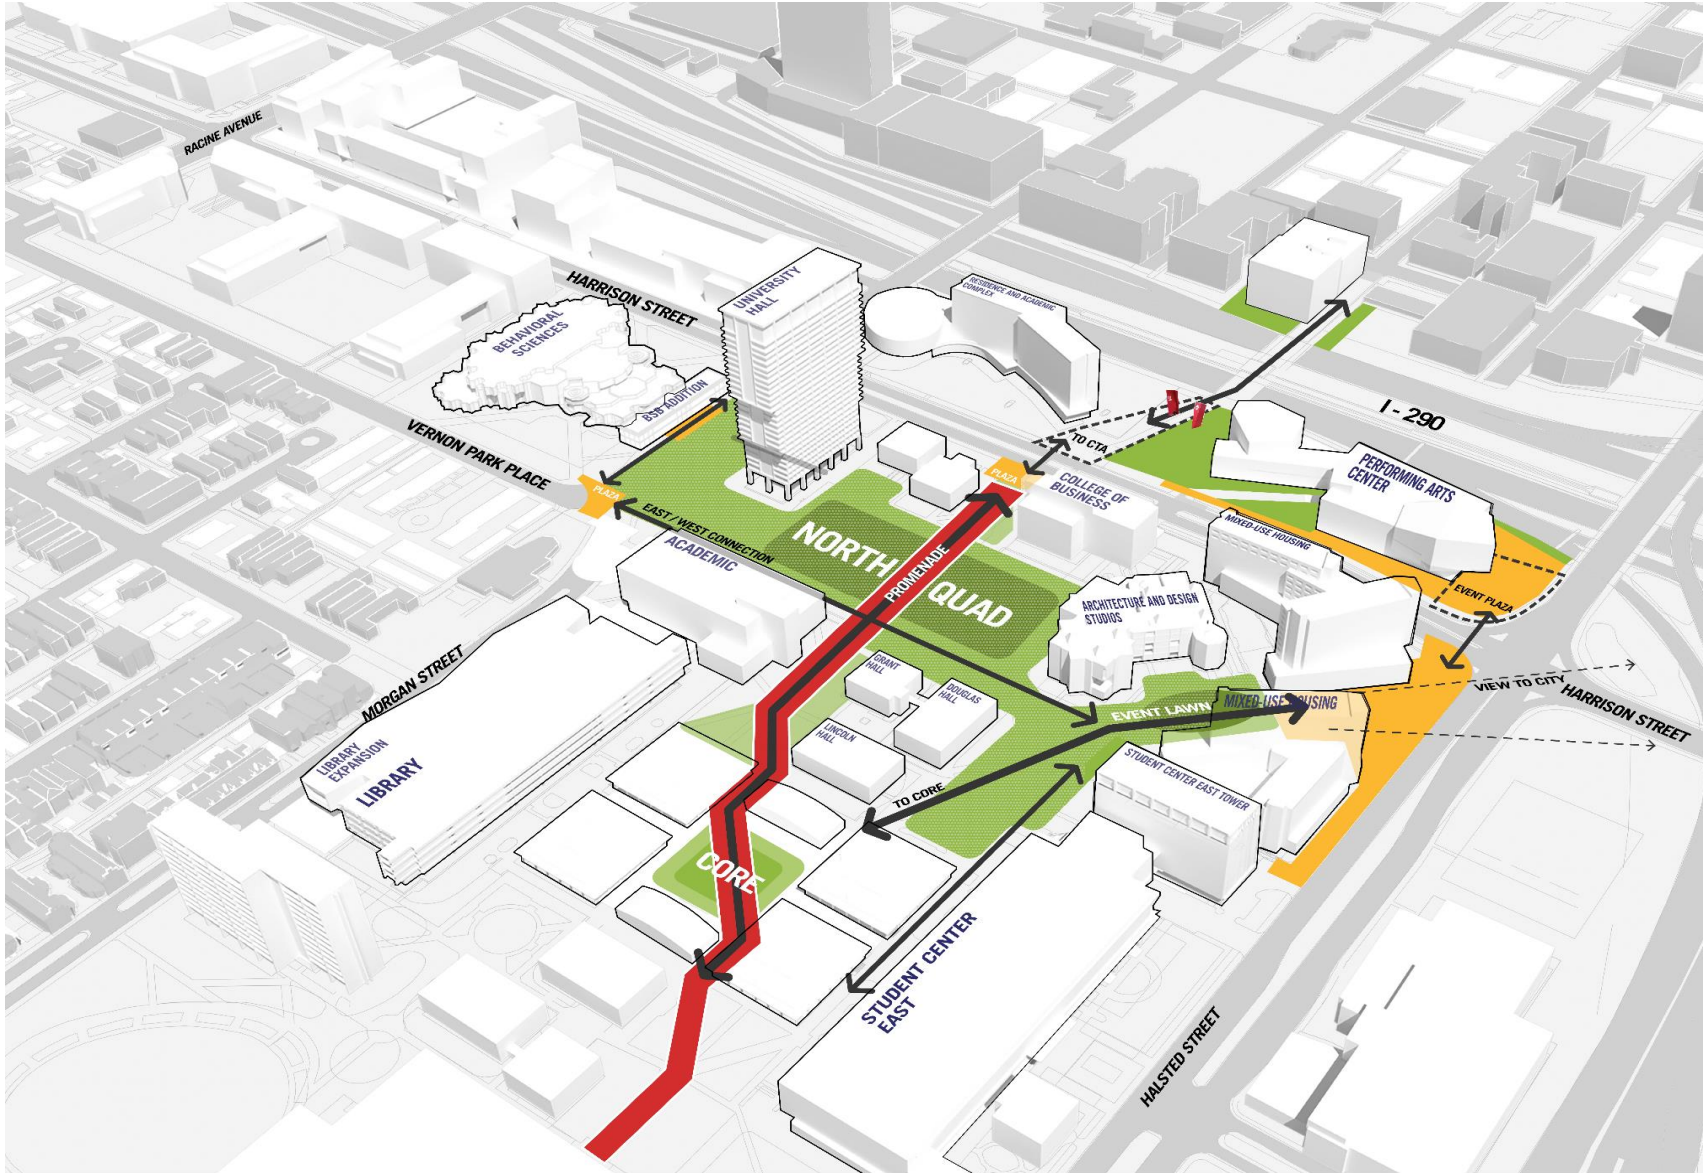 RACINE AVENUE
HARRISON STREET
UNIVERSITY
HALL
RESIDENCE AND ACADEMIC
COMPLEX
BEHAVIORAL
SCIENCES
BSB ADDITION
I - 290
VERNON PARK PLACE
TO CTA
PERFORMING ARTS
CENTER
PLAZA
PLAZA
COLLEGE OF
BUSINESS
EAST / WEST CONNECTION
ACADEMIC
NORTH QUAD
PROMENADE
MIXED-USE HOUSING
EVENT PLAZA
ARCHITECTURE AND DESIGN
STUDIOS
GRANT
HALL
DOUGLAS
HALL
LINCOLN
HALL
MORGAN STREET
EVENT LAWN
MIXED-USE HOUSING
VIEW TO CITY
HARRISON STREET
LIBRARY
EXPANSION
LIBRARY
STUDENT CENTER EAST TOWER
TO CORE
CORE
STUDENT CENTER
EAST
HALSTED STREET